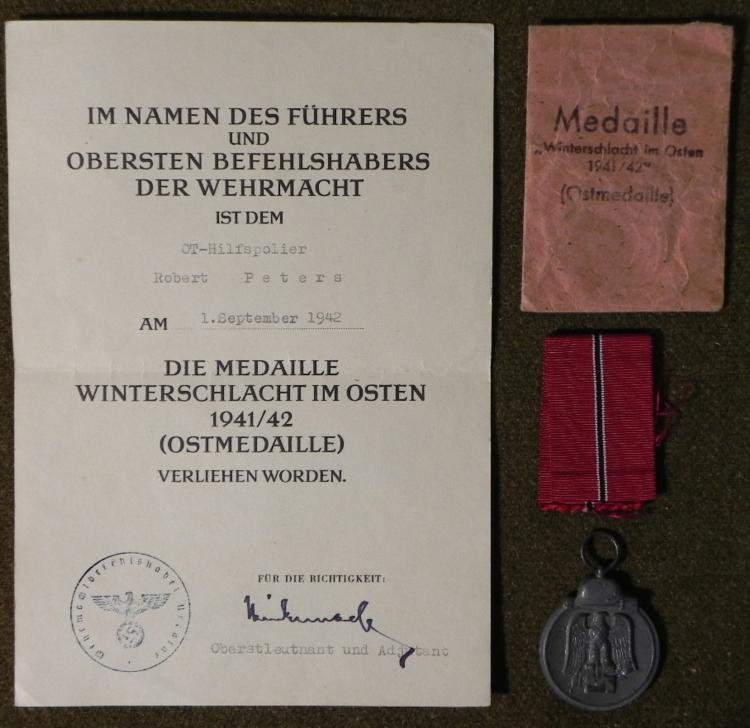 IM NAMEN DES FÜHRERS
UND
OBERSTEN BEFEHLSHABERS
DER WEHRMACHT
IST DEM
OT-Hilfspolier
Robert P e t e r s
AM 1.September 1942
DIE MEDAILLE
WINTERSCHLACHT IM OSTEN
1941/42
(OSTMEDAILLE)
VERLIEHEN WORDEN.
FÜR DIE RICHTIGKEIT:
Oberstleutnant und Adjutant
Wehrmachtbefehlshaber Ukraine
Medaille
„Winterschlacht im Osten
1941/42"
(Ostmedaille)